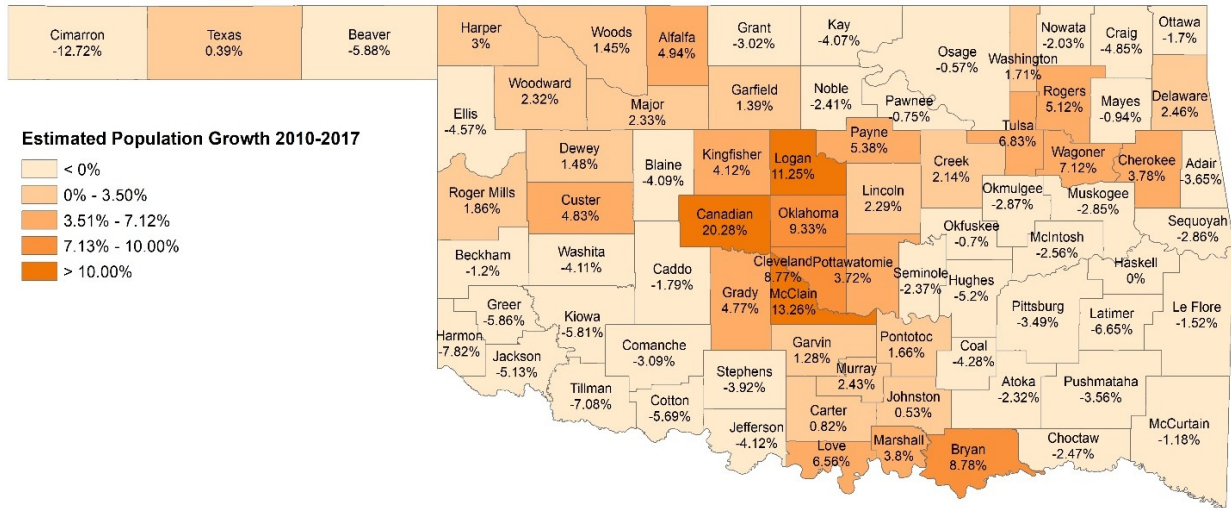 Cimarron
-12.72%
Texas
0.39%
Beaver
-5.88%
Harper
3%
Woods
1.45%
Alfalfa
4.94%
Grant
-3.02%
Kay
-4.07%
Osage
-0.57%
Washington
1.71%
Nowata
-2.03%
Craig
-4.85%
Ottawa
-1.7%
Ellis
-4.57%
Woodward
2.32%
Major
2.33%
Garfield
1.39%
Noble
-2.41%
Pawnee
-0.75%
Rogers
5.12%
Mayes
-0.94%
Delaware
2.46%
Estimated Population Growth 2010-2017
< 0%
0% - 3.50%
3.51% - 7.12%
7.13% - 10.00%
> 10.00%
Roger Mills
1.86%
Dewey
1.48%
Custer
4.83%
Blaine
-4.09%
Kingfisher
4.12%
Logan
11.25%
Payne
5.38%
Creek
2.14%
Tulsa
6.83%
Wagoner
7.12%
Cherokee
3.78%
Adair
-3.65%
Lincoln
2.29%
Okmulgee
-2.87%
Muskogee
-2.85%
Sequoyah
-2.86%
Canadian
20.28%
Oklahoma
9.33%
Okfuskee
-0.7%
McIntosh
-2.56%
Haskell
0%
Beckham
-1.2%
Washita
-4.11%
Caddo
-1.79%
Grady
4.77%
Cleveland
8.77%
McClain
13.26%
Pottawatomie
3.72%
Seminole
-2.37%
Hughes
-5.2%
Pittsburg
-3.49%
Latimer
-6.65%
Le Flore
-1.52%
Greer
-5.86%
Kiowa
-5.81%
Harmon
-7.82%
Jackson
-5.13%
Tillman
-7.08%
Comanche
-3.09%
Cotton
-5.69%
Stephens
-3.92%
Jefferson
-4.12%
Garvin
1.28%
Murray
2.43%
Pontotoc
1.66%
Coal
-4.28%
Carter
0.82%
Johnston
0.53%
Atoka
-2.32%
Pushmataha
-3.56%
McCurtain
-1.18%
Love
6.56%
Marshall
3.8%
Bryan
8.78%
Choctaw
-2.47%